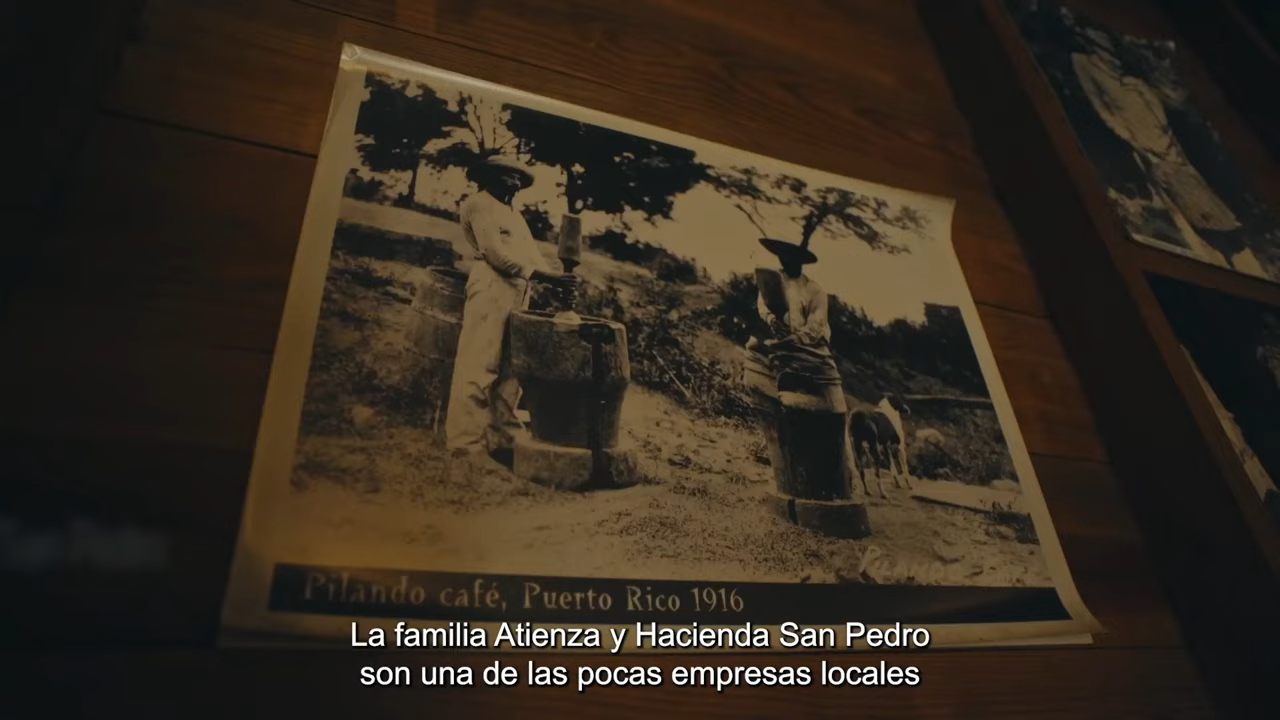 Pilando café, Puerto Rico 1916
La familia Atienza y Hacienda San Pedro
son una de las pocas empresas locales